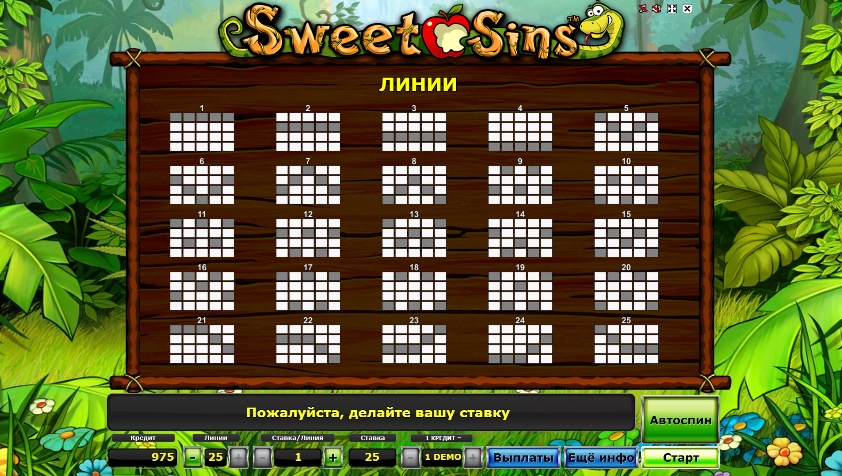 Sweet Sins™
ЛИНИИ
1 2 3 4 5
6 7 8 9 10
11 12 13 14 15
16 17 18 19 20
21 22 23 24 25
Пожалуйста, делайте вашу ставку
Автоспин
Кредит Линии Ставка/Линия Ставка 1 КРЕДИТ =
975 - 25 + - 1 + 25 - 1 DEMO + Выплаты Ещё инфо Старт